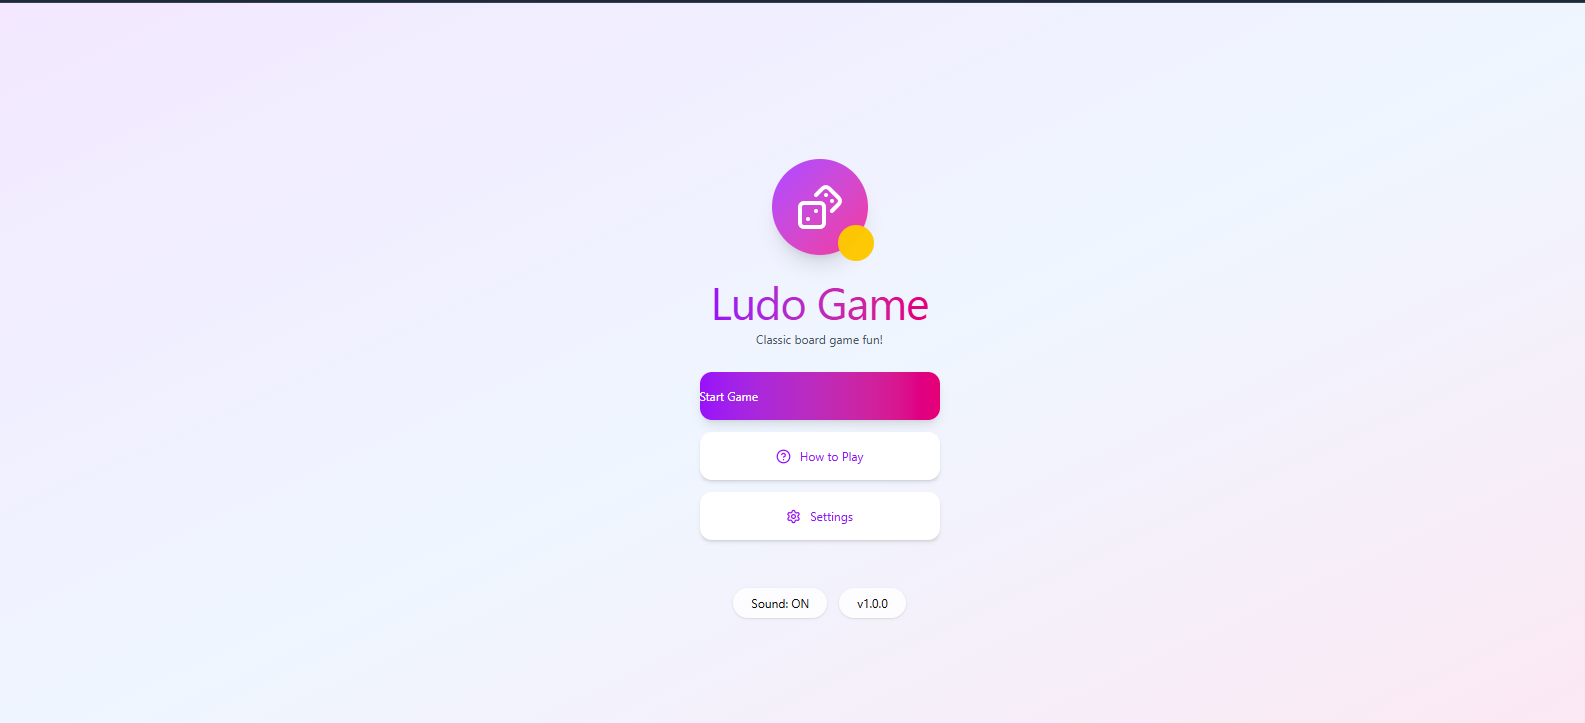 Ludo Game
Classic board game fun!
Start Game
How to Play
Settings
Sound: ON
v1.0.0